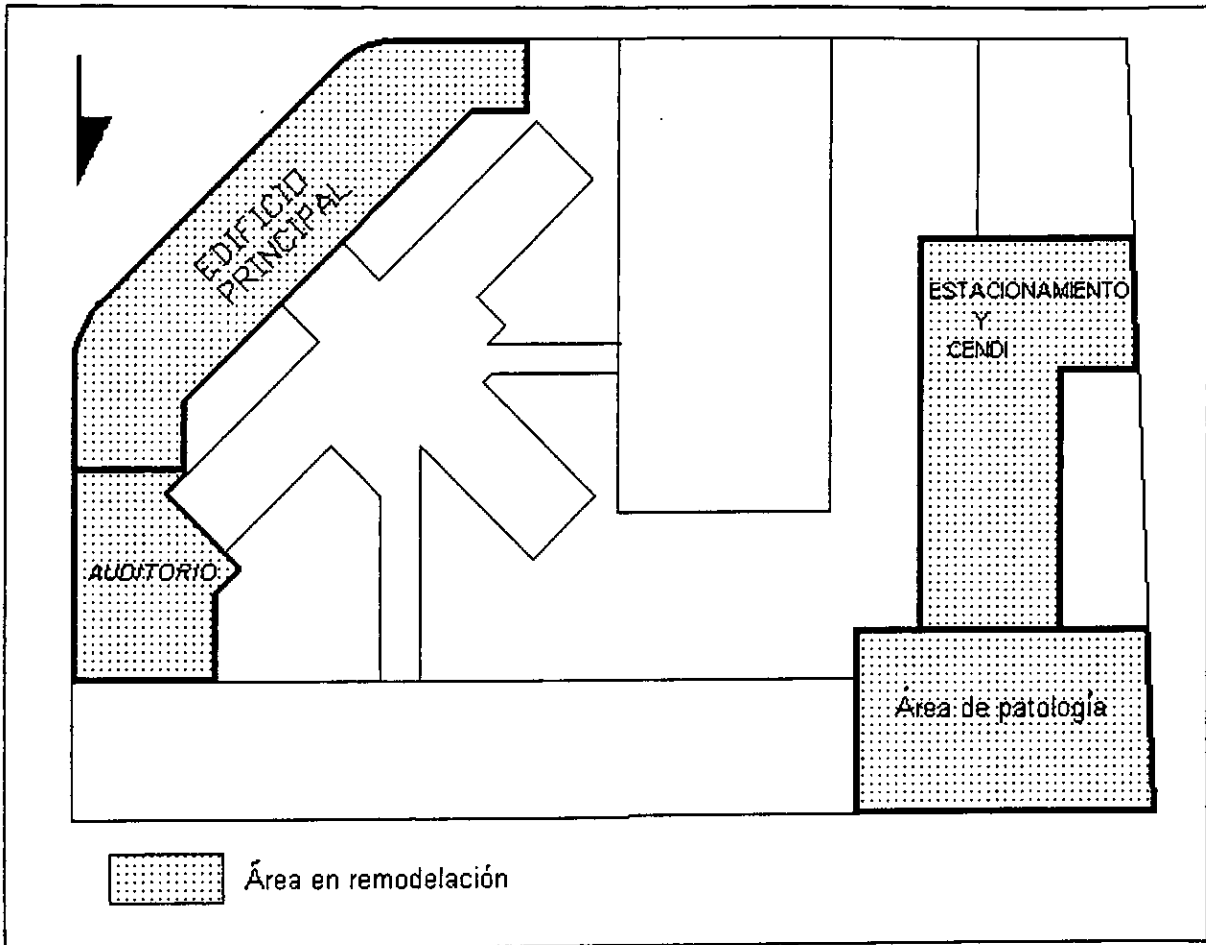 EDIFICIO
PRINCIPAL
ESTACIONAMIENTO
Y
CENDI
AUDITORIO
Área de patología
Área en remodelación